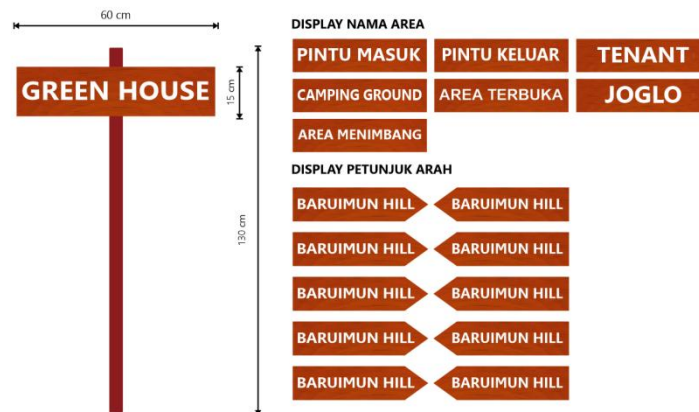 60 cm
GREEN HOUSE
15 cm
130 cm
DISPLAY NAMA AREA
PINTU MASUK
PINTU KELUAR
TENANT
CAMPING GROUND
AREA TERBUKA
JOGLO
AREA MENIMBANG
DISPLAY PETUNJUK ARAH
BARUIMUN HILL
BARUIMUN HILL
BARUIMUN HILL
BARUIMUN HILL
BARUIMUN HILL
BARUIMUN HILL
BARUIMUN HILL
BARUIMUN HILL
BARUIMUN HILL
BARUIMUN HILL